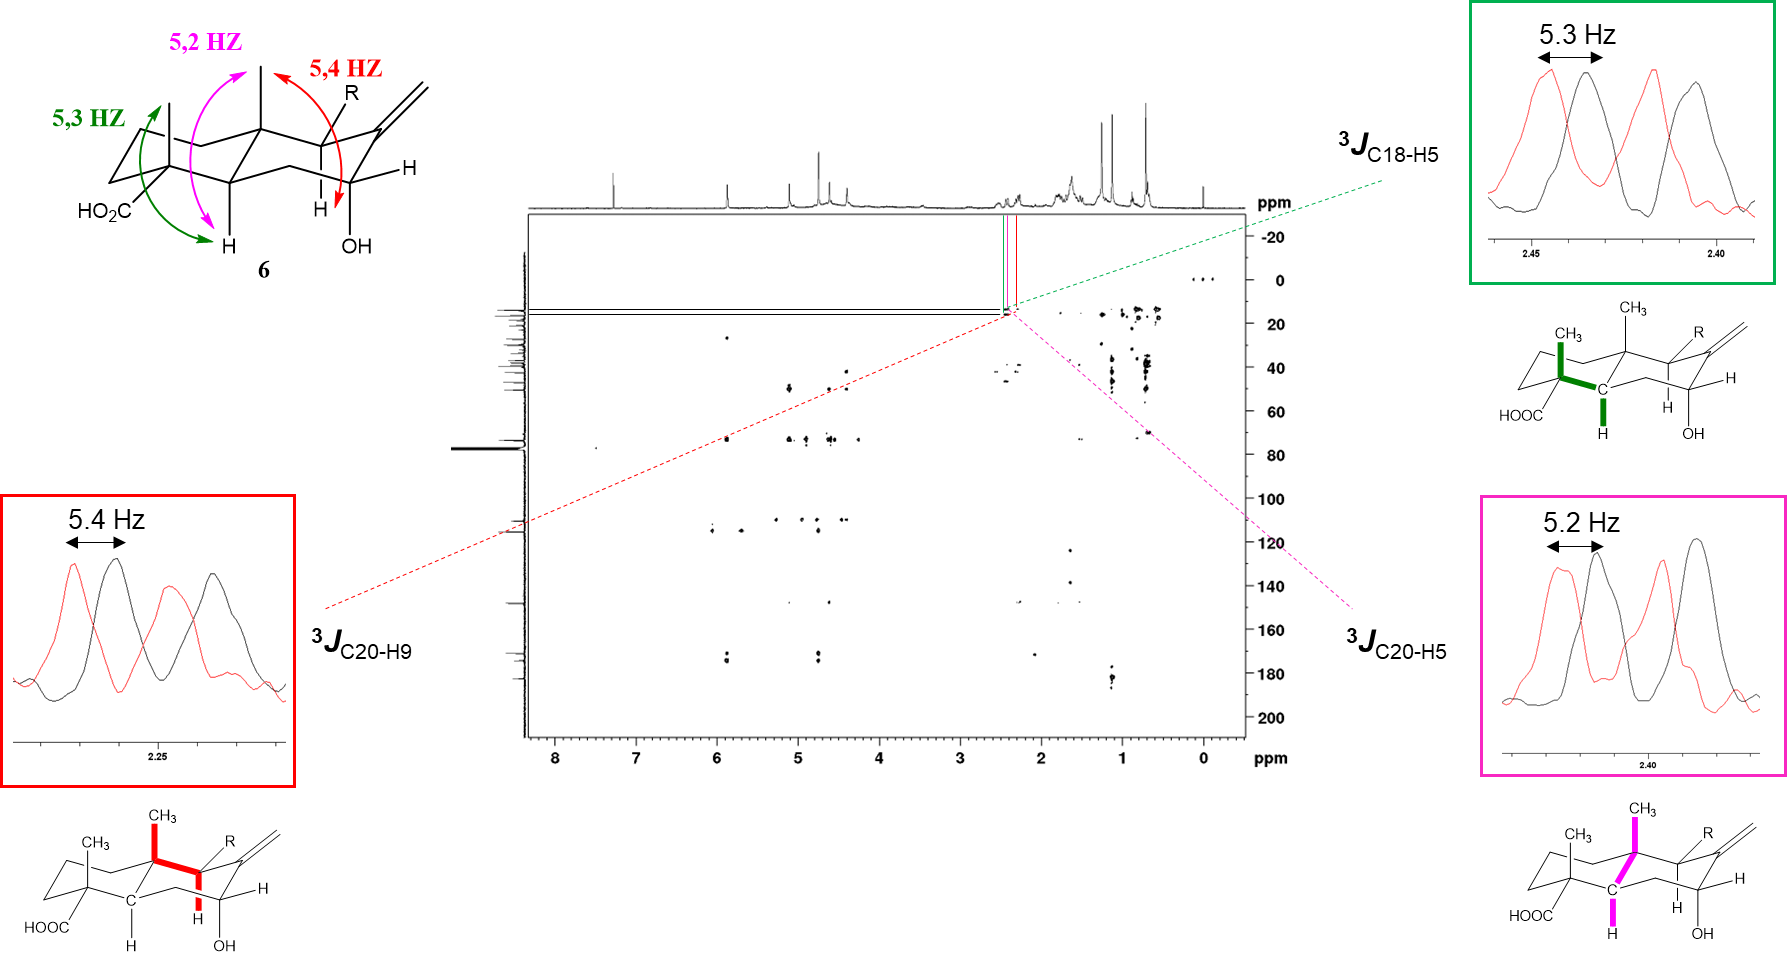 5,2 HZ
5,4 HZ
5,3 HZ
R
H
HO₂C
H
H
OH
6
5.3 Hz
2.45
2.40
³JC18-H5
CH₃
CH₃
R
C
H
H
HOOC
H
OH
ppm
-20
0
20
40
60
80
100
120
140
160
180
200
8
7
6
5
4
3
2
1
0
ppm
5.4 Hz
2.25
³JC20-H9
CH₃
CH₃
R
C
H
H
HOOC
H
OH
5.2 Hz
2.40
³JC20-H5
CH₃
CH₃
R
C
H
H
HOOC
H
OH